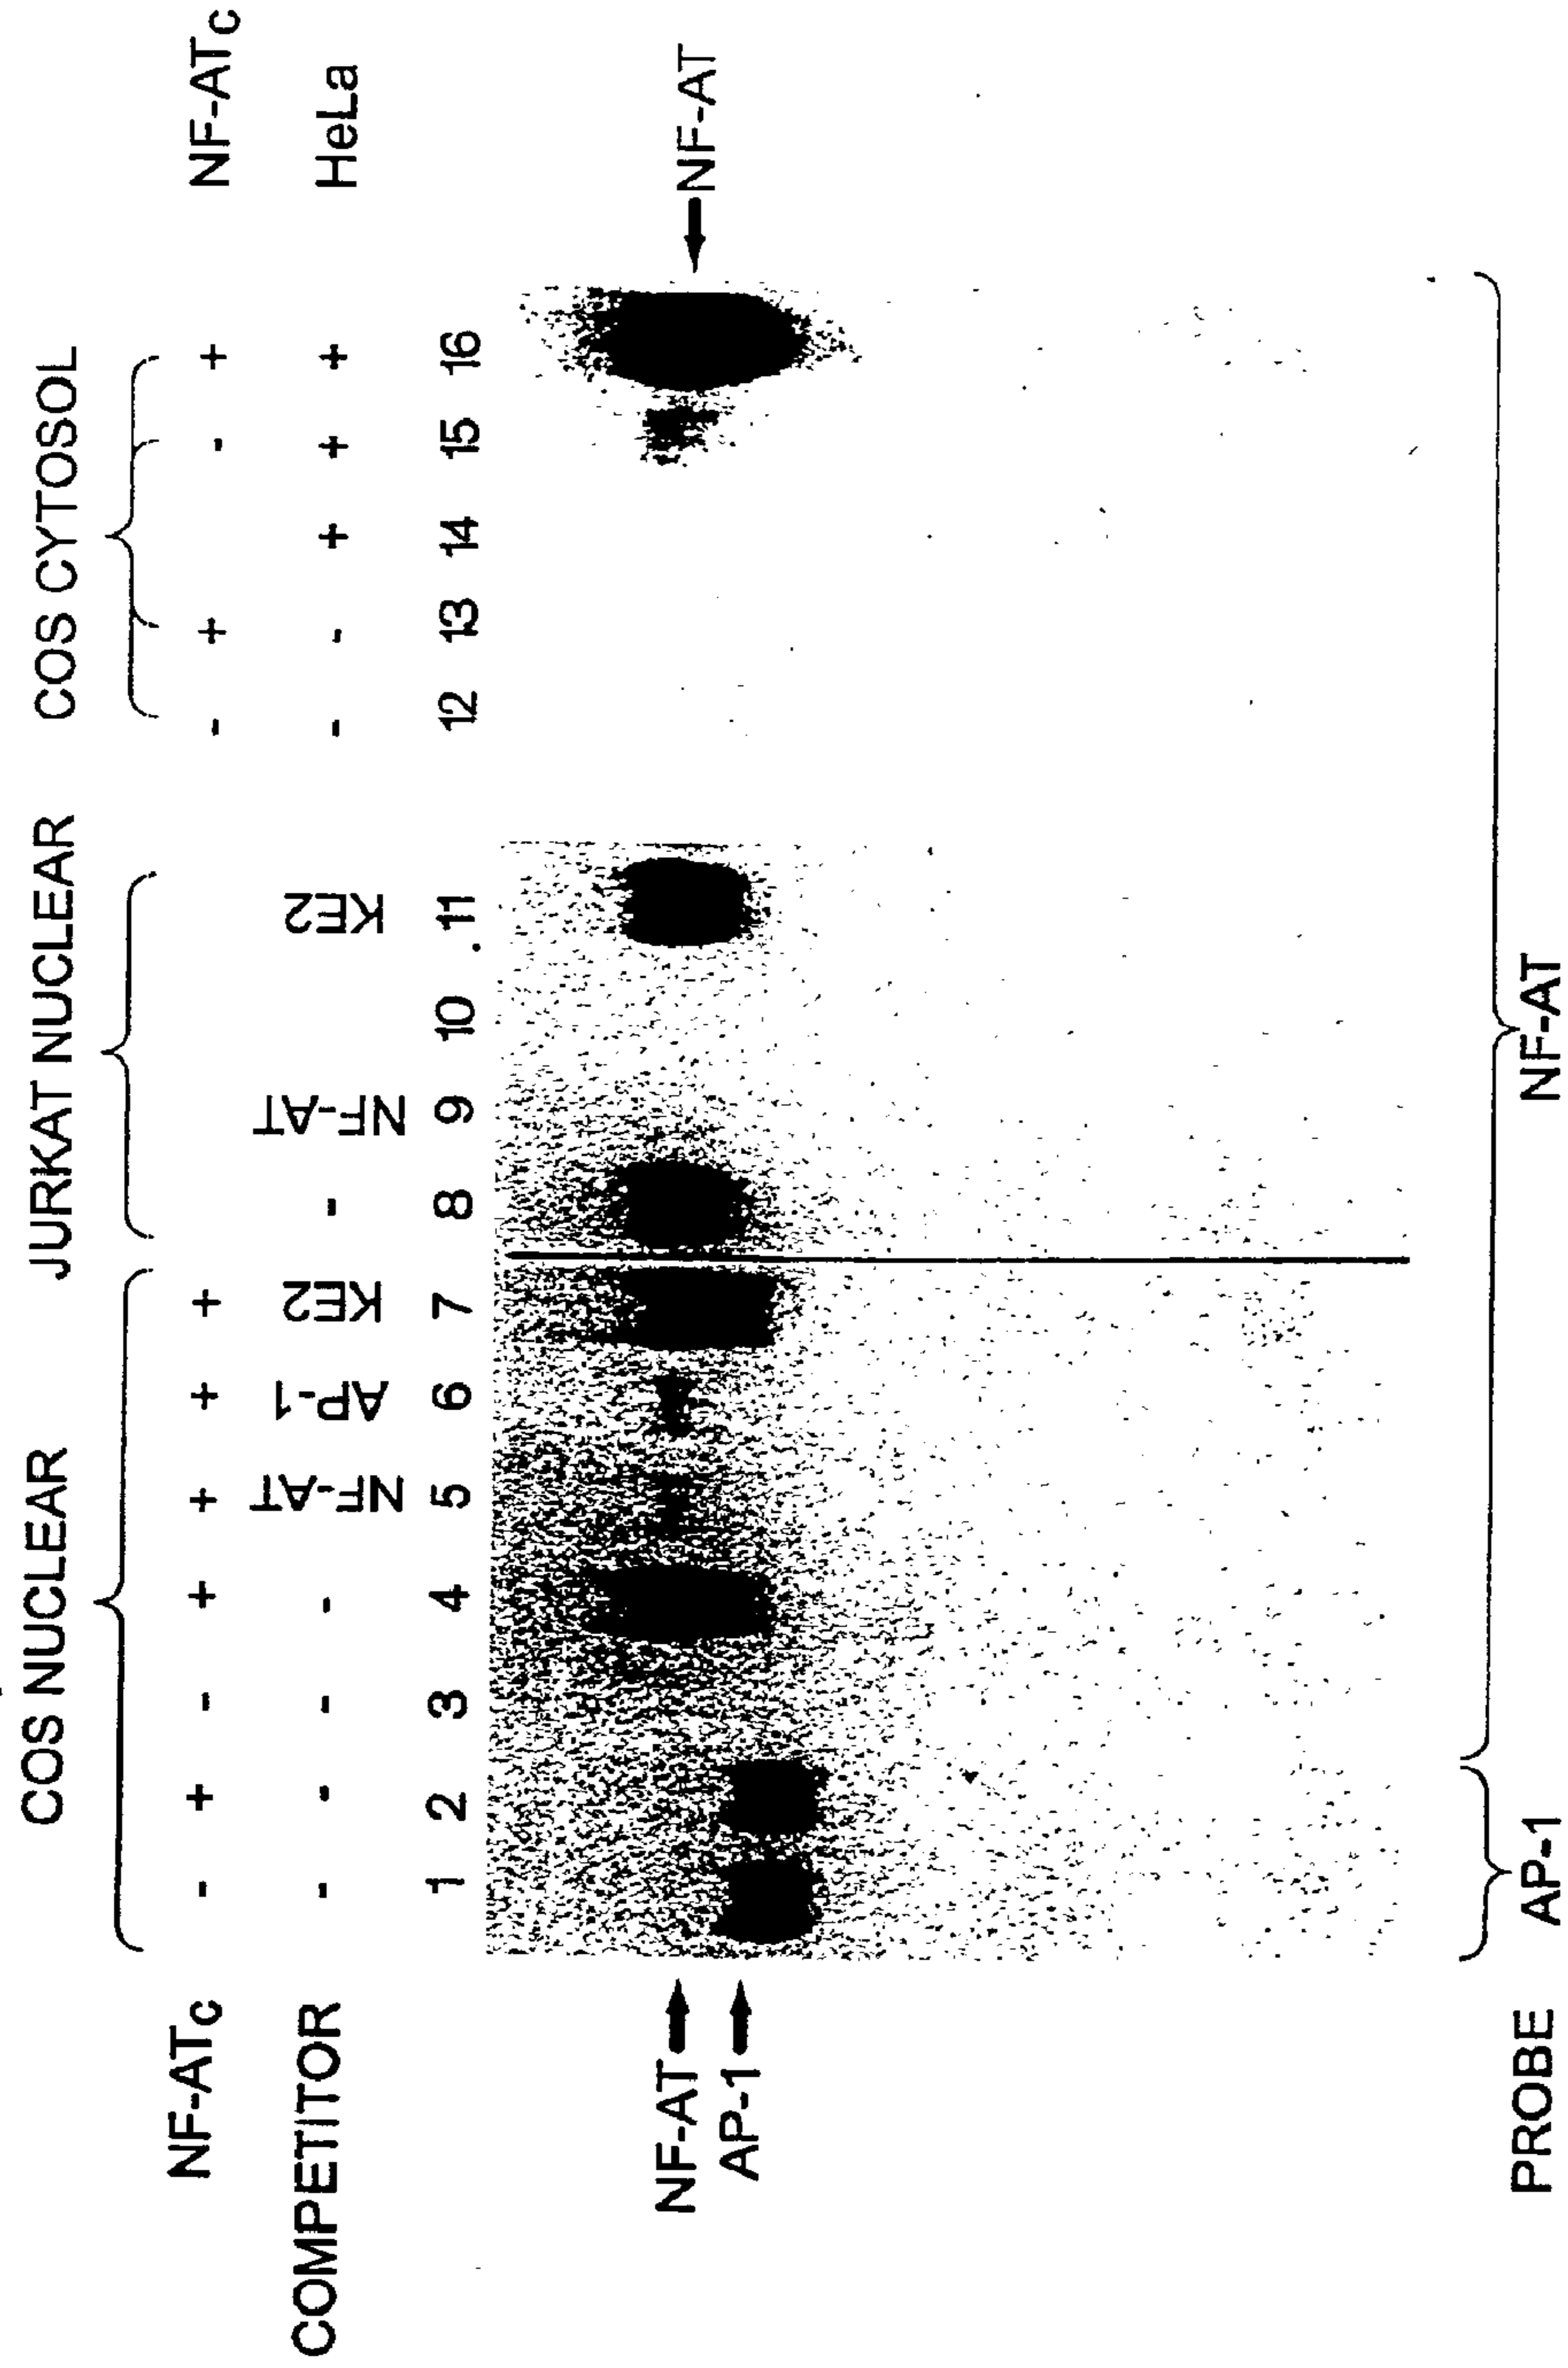 COS NUCLEAR JURKAT NUCLEAR COS CYTOSOL
NF-ATc - + - + + + + - + - + NF-ATc
COMPETITOR - - - - NF-AT AP-1 KE2 - NF-AT KE2 - - + + + HeLa
1 2 3 4 5 6 7 8 9 10 11 12 13 14 15 16
NF-AT NF-AT
AP-1
PROBE AP-1 NF-AT